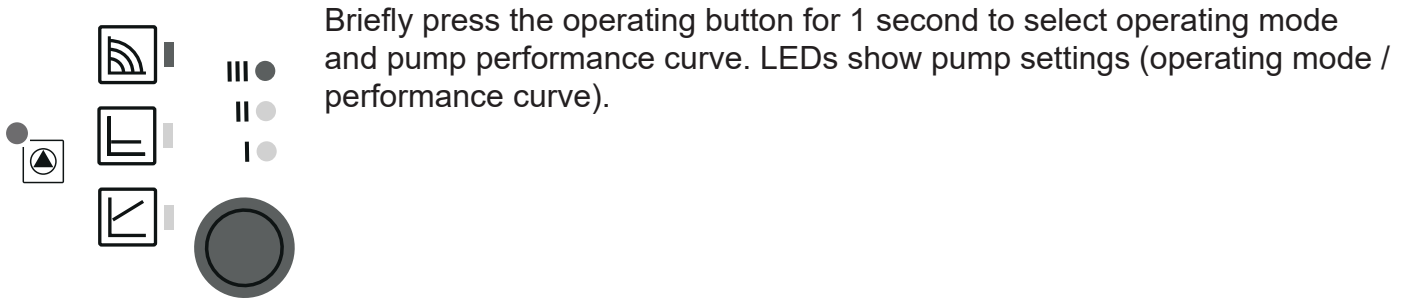 Briefly press the operating button for 1 second to select operating mode
and pump performance curve. LEDs show pump settings (operating mode /
performance curve).
III
II
I